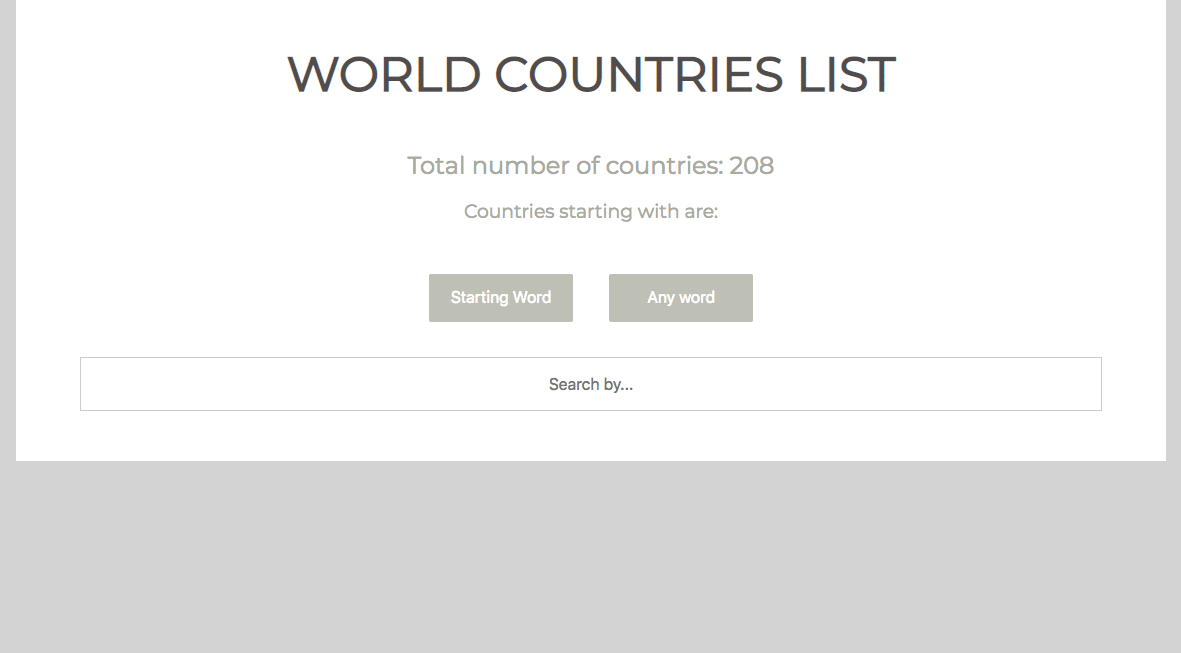 WORLD COUNTRIES LIST
Total number of countries: 208
Countries starting with are:
Starting Word Any word
Search by...